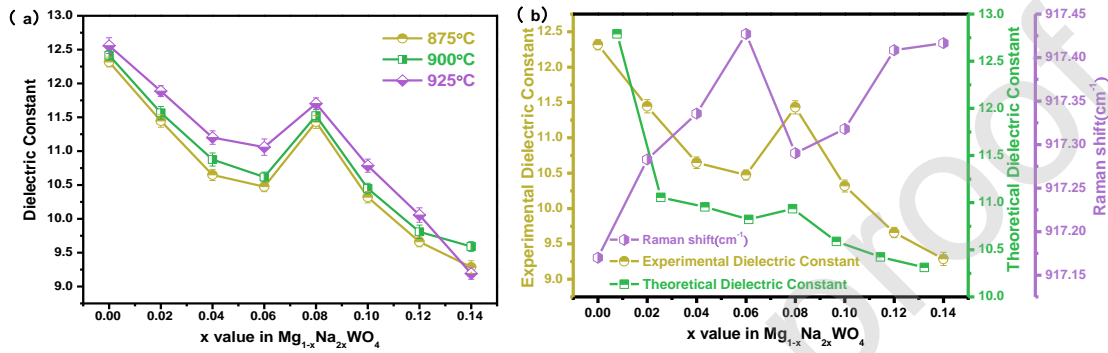 ( a)
Dielectric Constant
13.0
12.5
12.0
11.5
11.0
10.5
10.0
9.5
9.0
875°C
900°C
925°C
0.00 0.02 0.04 0.06 0.08 0.10 0.12 0.14
x value in Mg1-xNa2xWO4
( b)
Experimental Dielectric Constant
12.5
12.0
11.5
11.0
10.5
10.0
9.5
9.0
Raman shift(cm-1)
Experimental Dielectric Constant
Theoretical Dielectric Constant
0.00 0.02 0.04 0.06 0.08 0.10 0.12 0.14
x value in Mg1-xNa2xWO4
13.0
12.5
12.0
11.5
11.0
10.5
10.0
Theoretical Dielectric Constant
917.45
917.40
917.35
917.30
917.25
917.20
917.15
Raman shift(cm-1)
proof